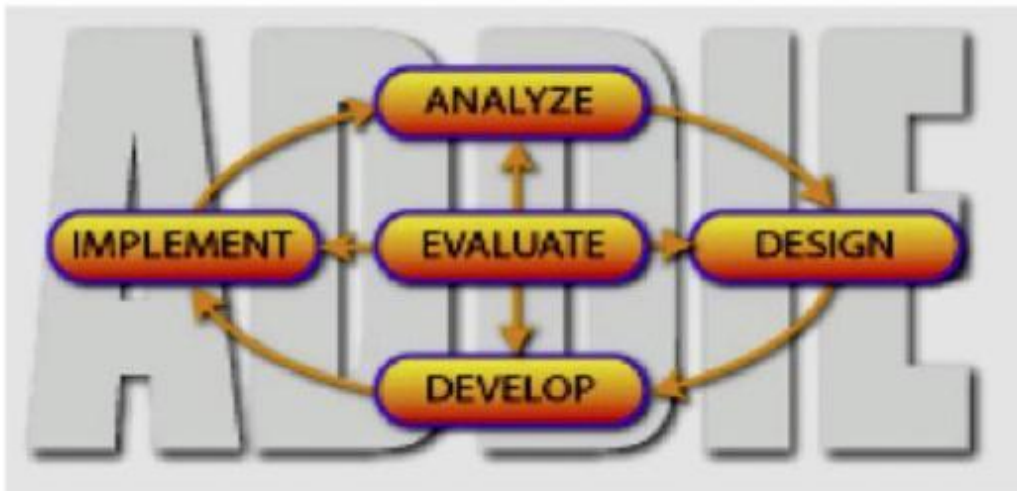 ADDIE
ANALYZE
IMPLEMENT EVALUATE DESIGN
DEVELOP